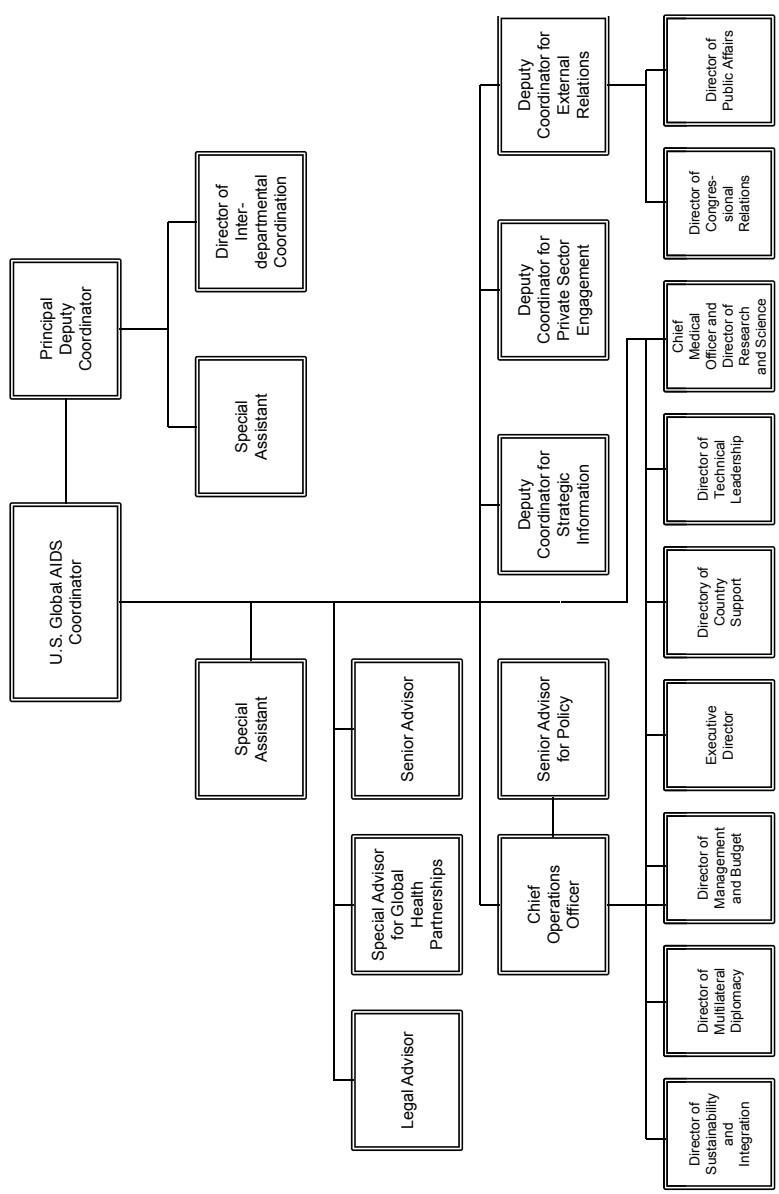 U.S. Global AIDS
Coordinator
Principal
Deputy
Coordinator
Special
Assistant
Special
Assistant
Director of
Inter-
departmental
Coordination
Legal Advisor
Special Advisor
for Global
Health
Partnerships
Senior Advisor
Chief
Operations
Officer
Senior Advisor
for Policy
Deputy
Coordinator for
Strategic
Information
Deputy
Coordinator for
Private Sector
Engagement
Deputy
Coordinator for
External
Relations
Director of
Sustainability
and
Integration
Director of
Multilateral
Diplomacy
Director of
Management
and Budget
Executive
Director
Directory of
Country
Support
Director of
Technical
Leadership
Chief
Medical
Officer and
Director of
Research
and Science
Director of
Congres-
sional
Relations
Director of
Public Affairs